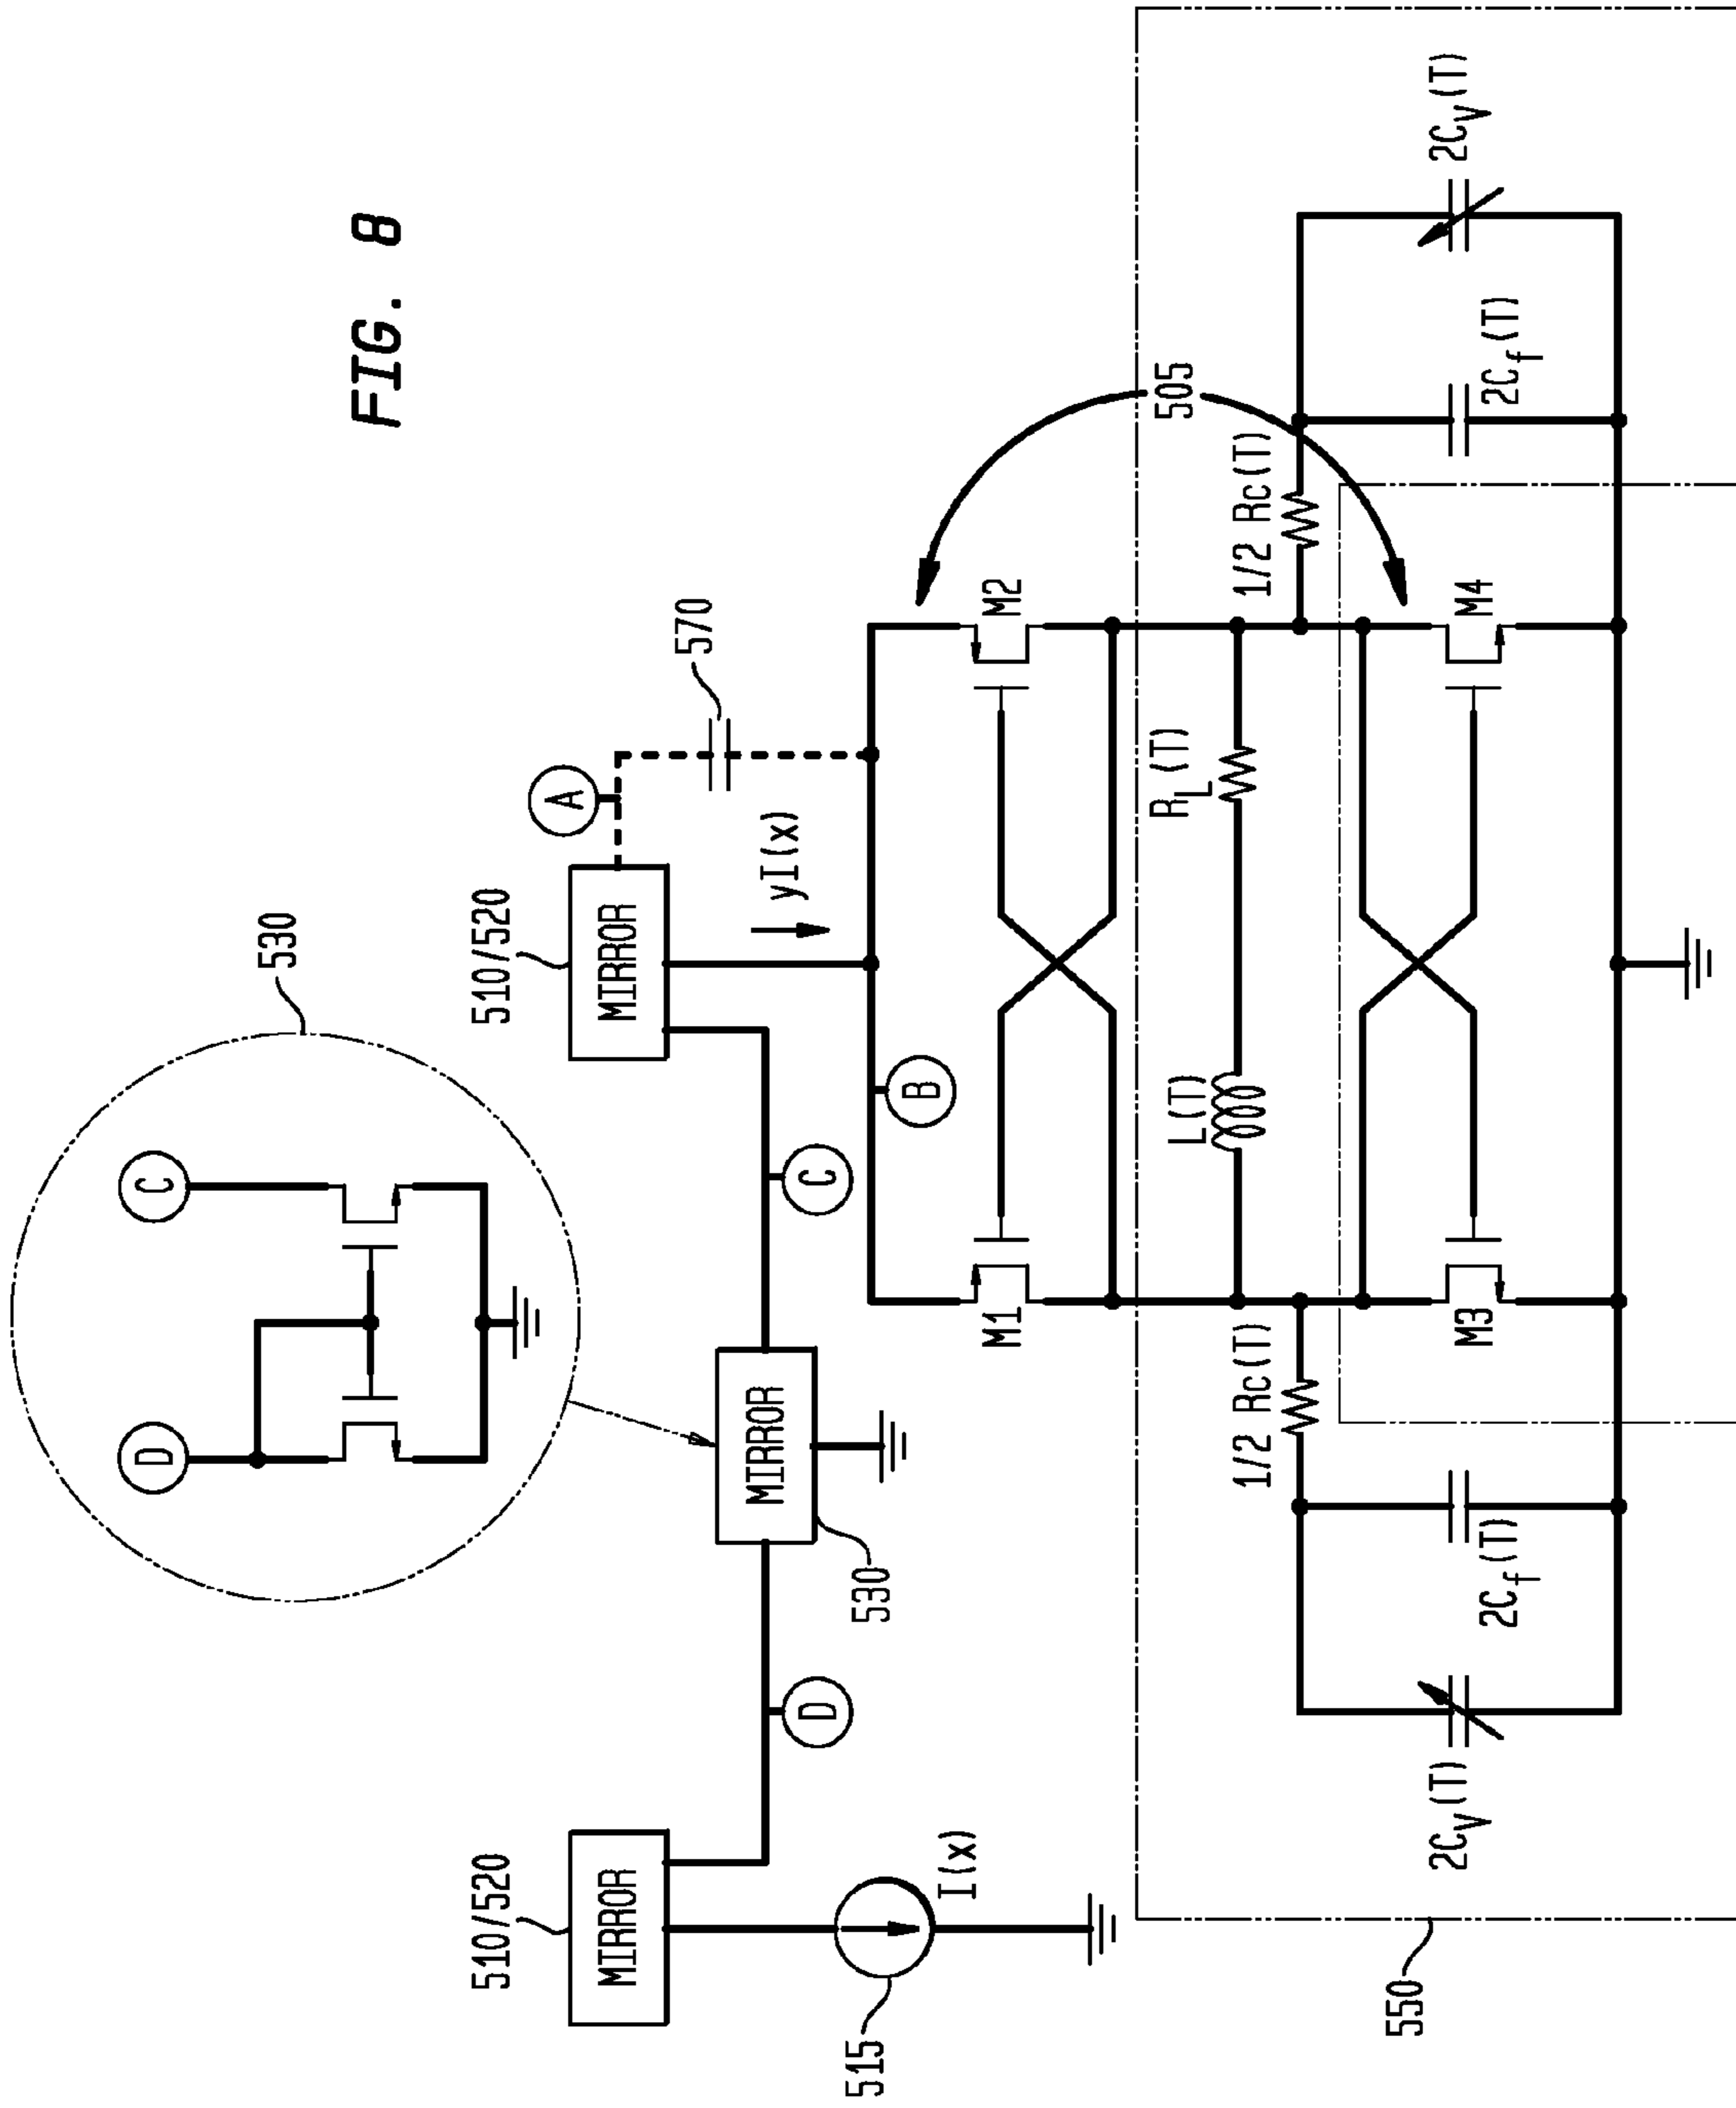 FIG. 8
530
D
C
510/520
MIRROR
515
I(x)
D
MIRROR
530
C
510/520
MIRROR
A
570
yI(x)
B
M1
M2
505
L(T)
R_L(T)
1/2 Rc(T)
1/2 Rc(T)
2C_V(T)
2C_f(T)
M3
M4
2C_f(T)
2C_V(T)
550